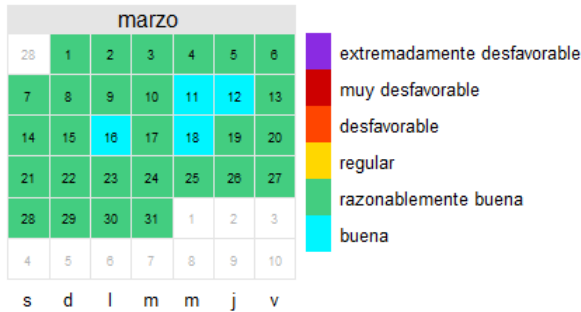 marzo
28 1 2 3 4 5 6
7 8 9 10 11 12 13
14 15 16 17 18 19 20
21 22 23 24 25 26 27
28 29 30 31 1 2 3
4 5 6 7 8 9 10
s d l m m j v
extremadamente desfavorable
muy desfavorable
desfavorable
regular
razonablemente buena
buena